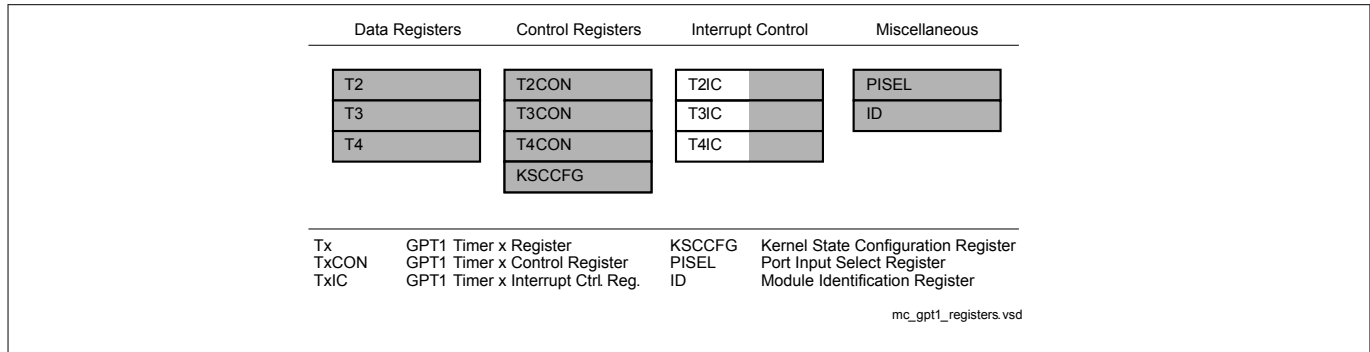 Data Registers Control Registers Interrupt Control Miscellaneous
T2 T2CON T2IC PISEL
T3 T3CON T3IC ID
T4 T4CON T4IC
KSCCFG
Tx GPT1 Timer x Register KSCCFG Kernel State Configuration Register
TxCON GPT1 Timer x Control Register PISEL Port Input Select Register
TxIC GPT1 Timer x Interrupt Ctrl. Reg. ID Module Identification Register
mc_gpt1_registers.vsd